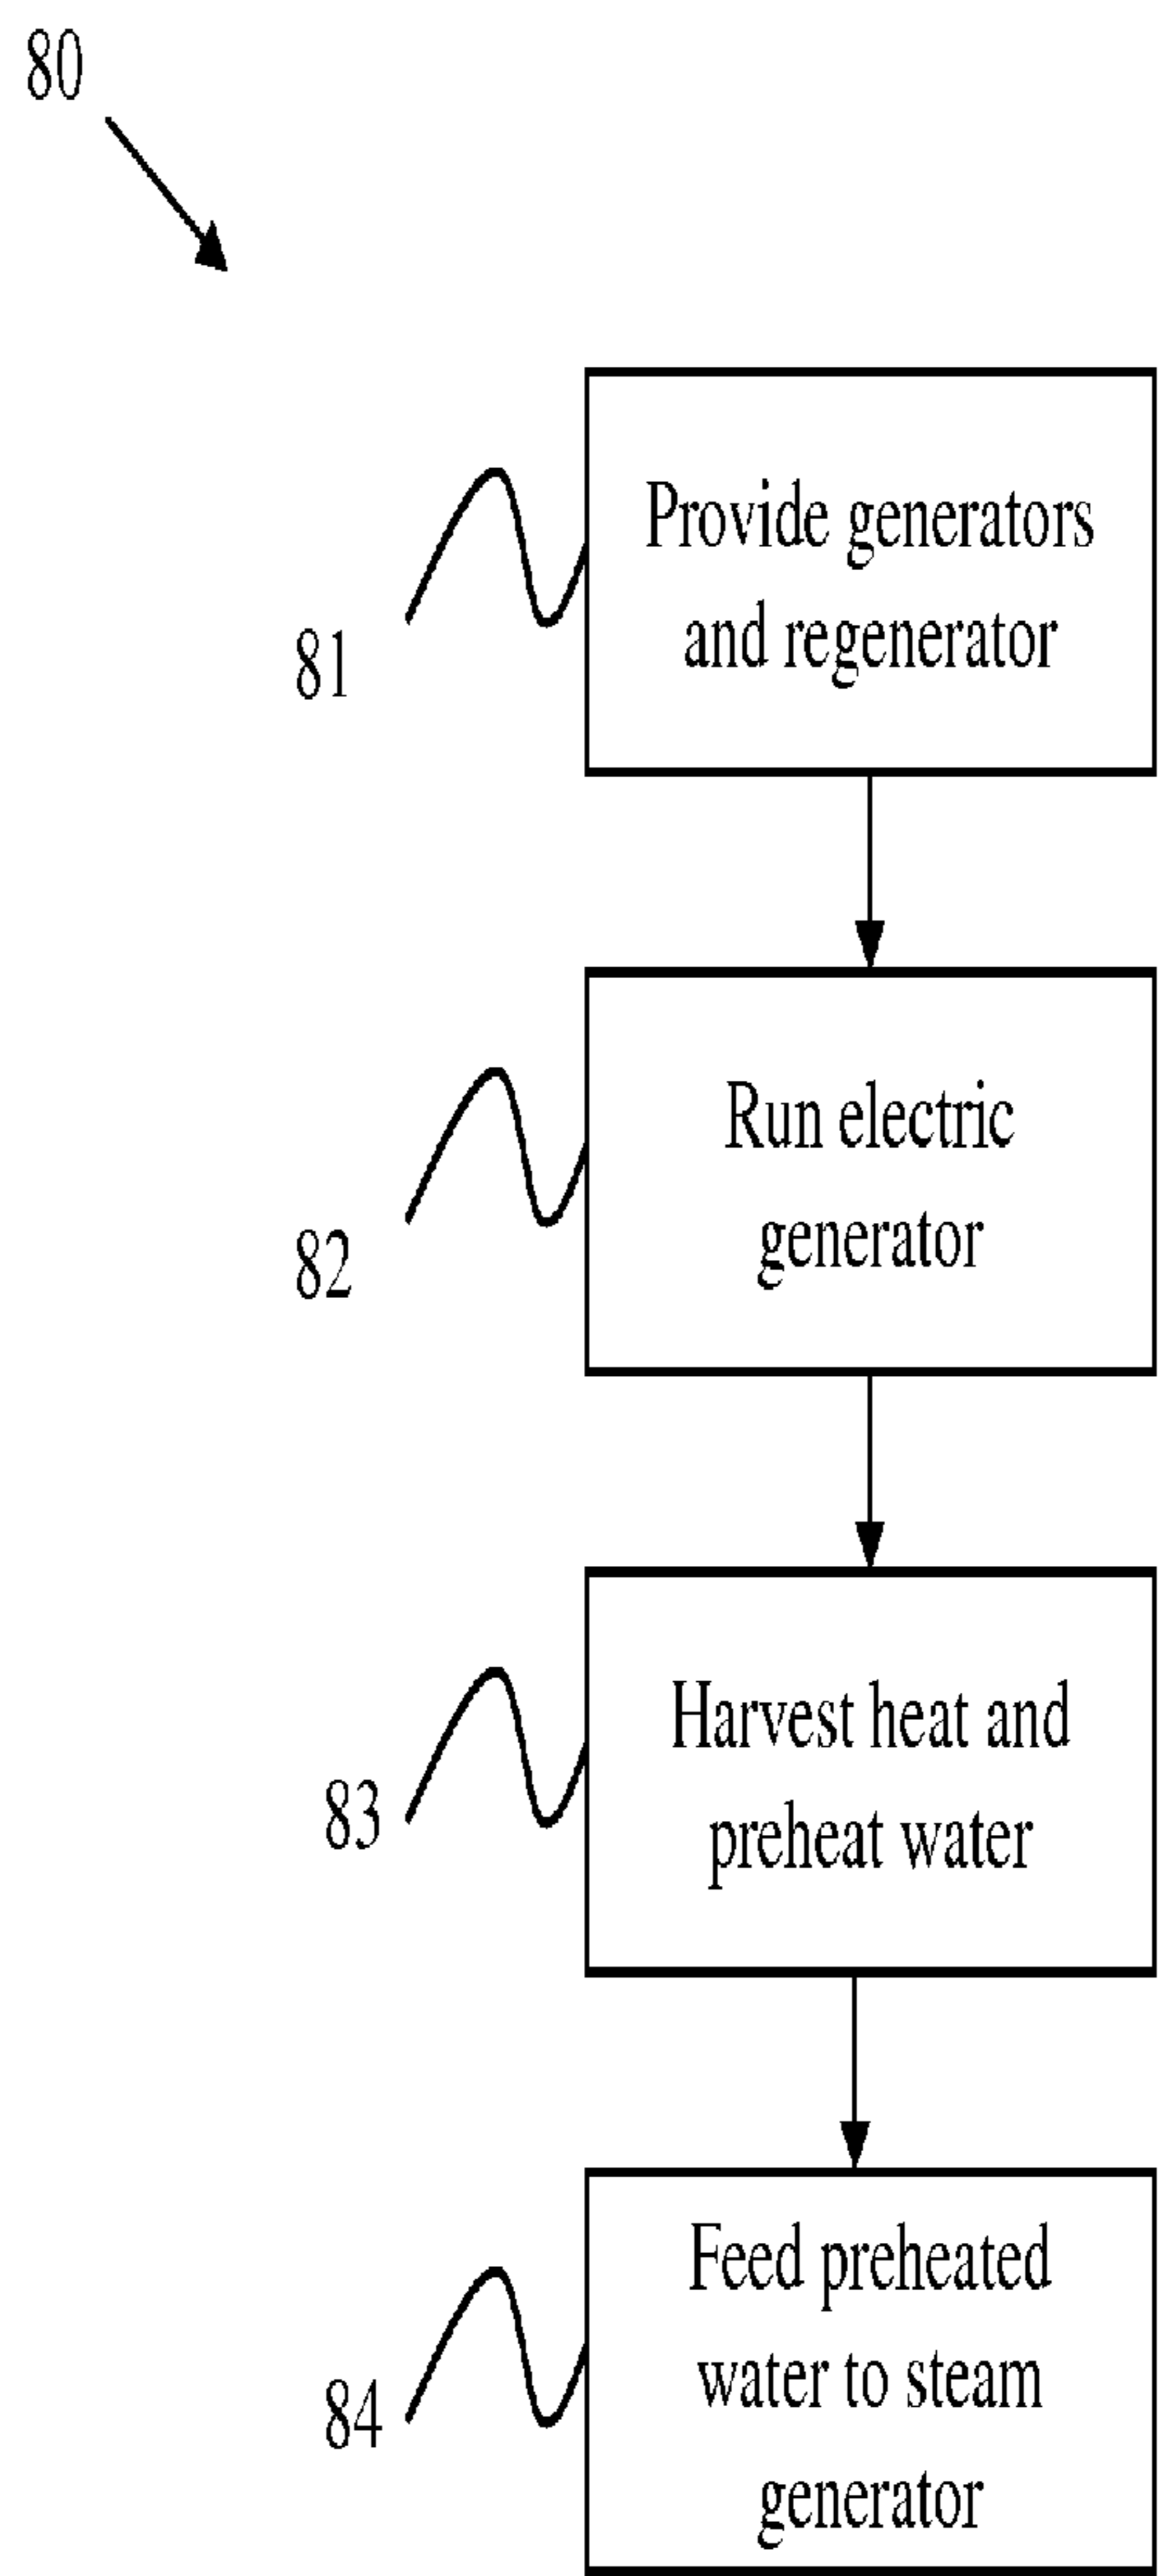 80
Provide generators
and regenerator
81
Run electric
generator
82
Harvest heat and
preheat water
83
Feed preheated
water to steam
generator
84